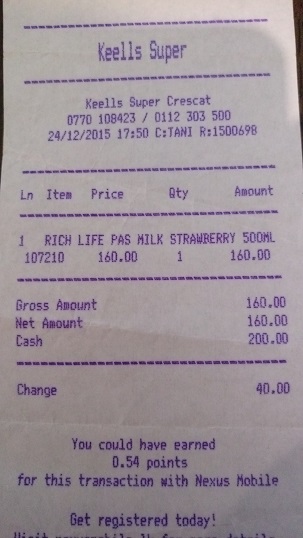 Keells Super
Keells Super Crescat
0770 108423 / 0112 303 500
24/12/2015 17:50 C:TANI R:1500698
Ln Item Price Qty Amount
1 RICH LIFE PAS MILK STRAWBERRY 500ML
107210 160.00 1 160.00
Gross Amount 160.00
Net Amount 160.00
Cash 200.00
Change 40.00
You could have earned
0.54 points
for this transaction with Nexus Mobile
Get registered today!